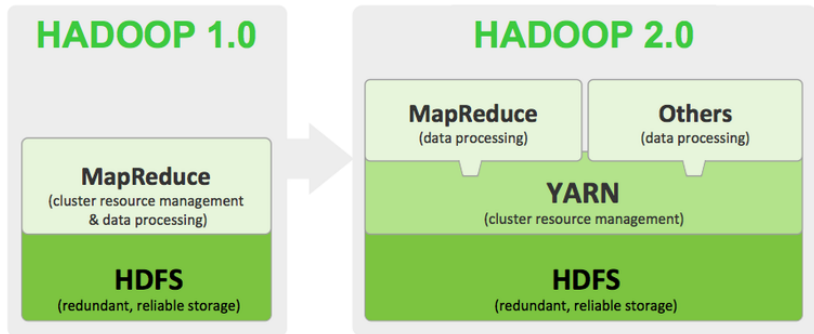 HADOOP 1.0
MapReduce
(cluster resource management
& data processing)
HDFS
(redundant, reliable storage)
HADOOP 2.0
MapReduce
(data processing)
Others
(data processing)
YARN
(cluster resource management)
HDFS
(redundant, reliable storage)